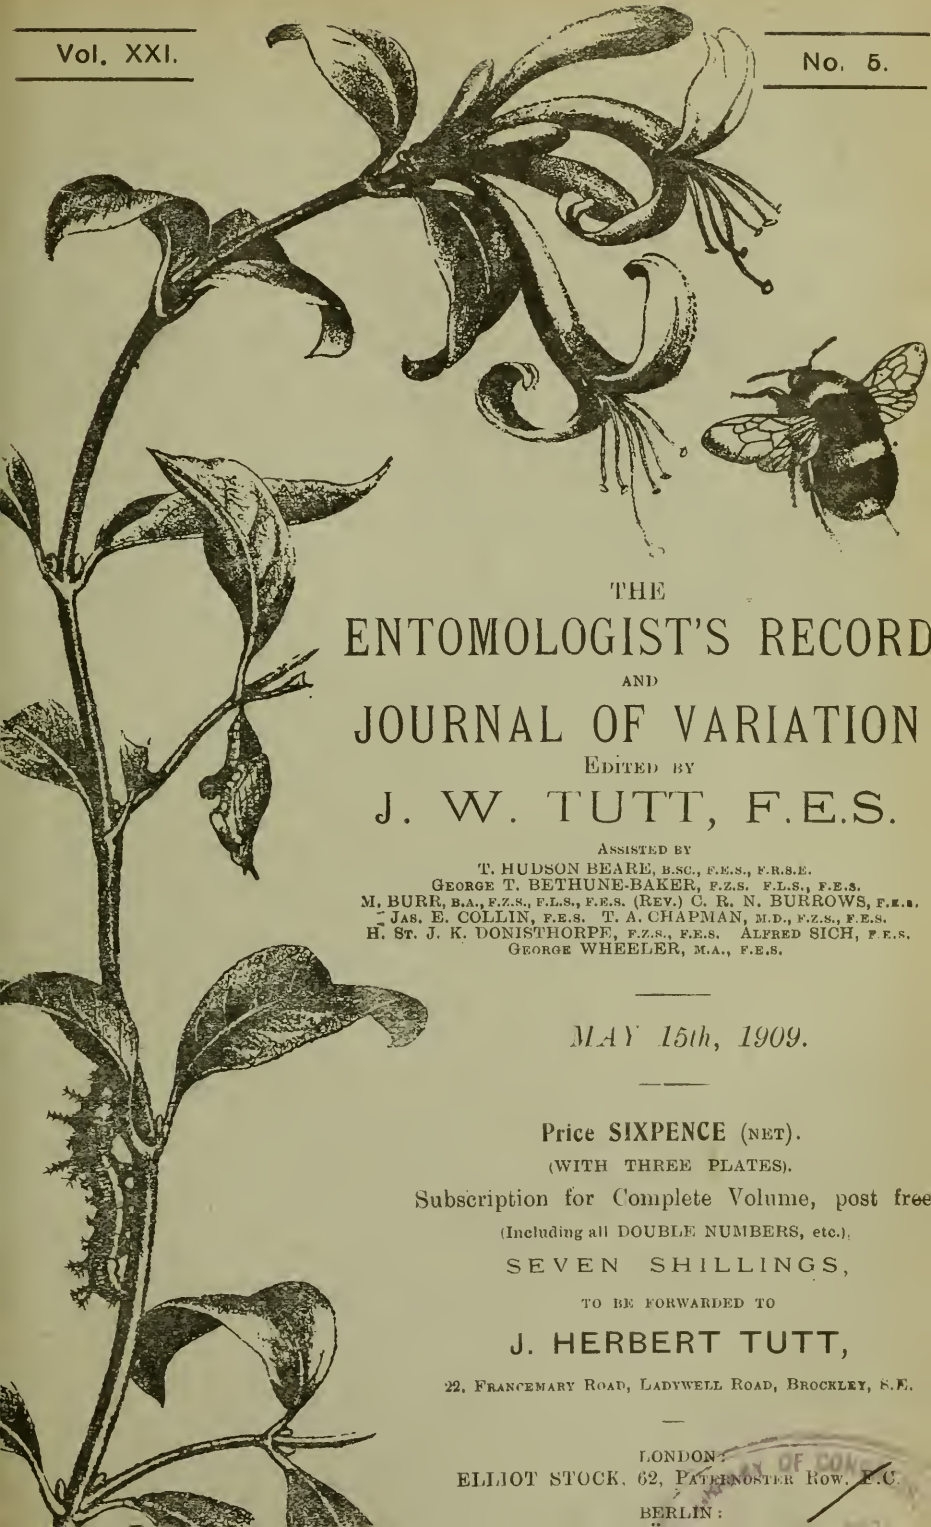 Vol. XXI.
No. 5.
THE
ENTOMOLOGIST'S RECORD
AND
JOURNAL OF VARIATION
EDITED BY
J. W. TUTT, F.E.S.
ASSISTED BY
T. HUDSON BEARE, B.SC., F.E.S., F.R.S.E.
GEORGE T. BETHUNE-BAKER, F.Z.S. F.L.S., F.E.S.
M. BURR, B.A., F.Z.S., F.L.S., F.E.S. (REV.) C. R. N. BURROWS, F.E.S.
JAS. E. COLLIN, F.E.S. T. A. CHAPMAN, M.D., F.Z.S., F.E.S.
H. ST. J. K. DONISTHORPE, F.Z.S., F.E.S. ALFRED SICH, F.E.S.
GEORGE WHEELER, M.A., F.E.S.
MAY 15th, 1909.
Price SIXPENCE (NET).
(WITH THREE PLATES).
Subscription for Complete Volume, post free
(Including all DOUBLE NUMBERS, etc.),
SEVEN SHILLINGS,
TO BE FORWARDED TO
J. HERBERT TUTT,
22, FRANCEMARY ROAD, LADYWELL ROAD, BROCKLEY, S.E.
LONDON:
ELLIOT STOCK, 62, PATERNOSTER ROW, E.C.
BERLIN:
OF